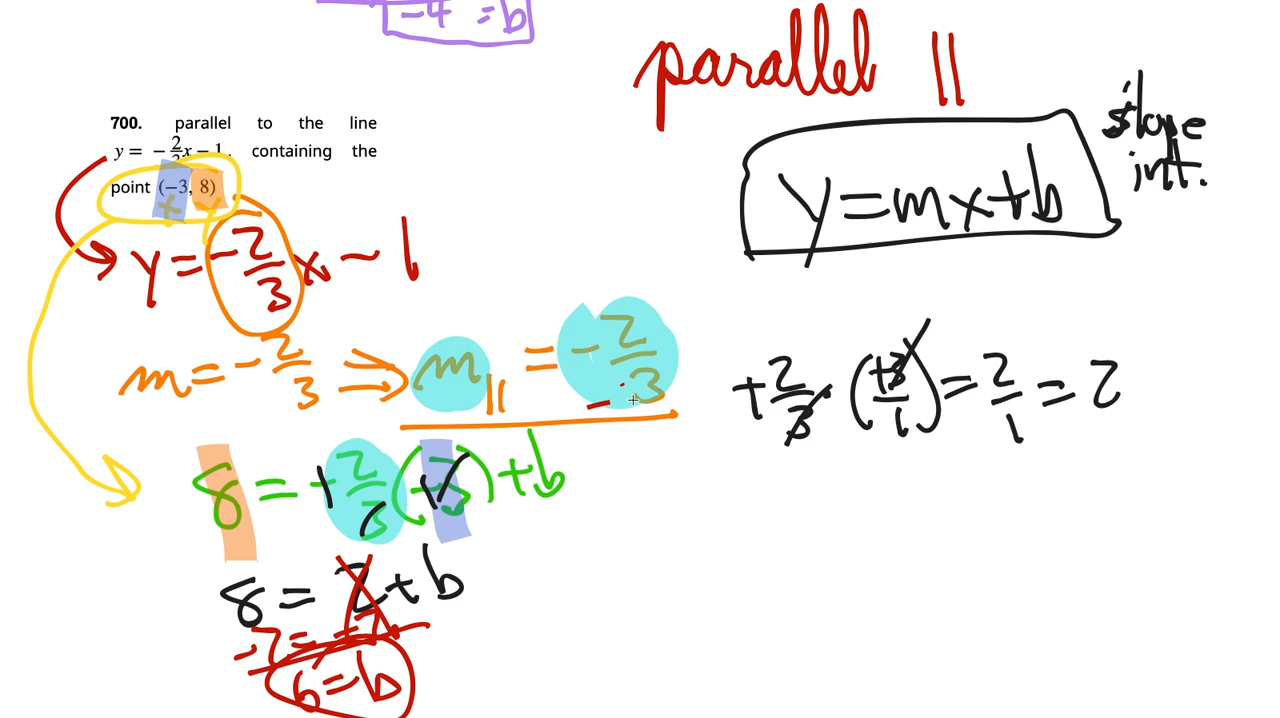 -4 = b
parallel ||
slope
int.
y = mx + b
700. parallel to the line
y = -2/3x - 1, containing the
point (-3, 8)
x y
y = -2/3 x - 1
m = -2/3 ⇒ m|| = -2/3
+2/3 · (+3/1) = 2/1 = 2
8 = -2/3(-3) + b
8 = 2 + b
-2 = -2
6 = b